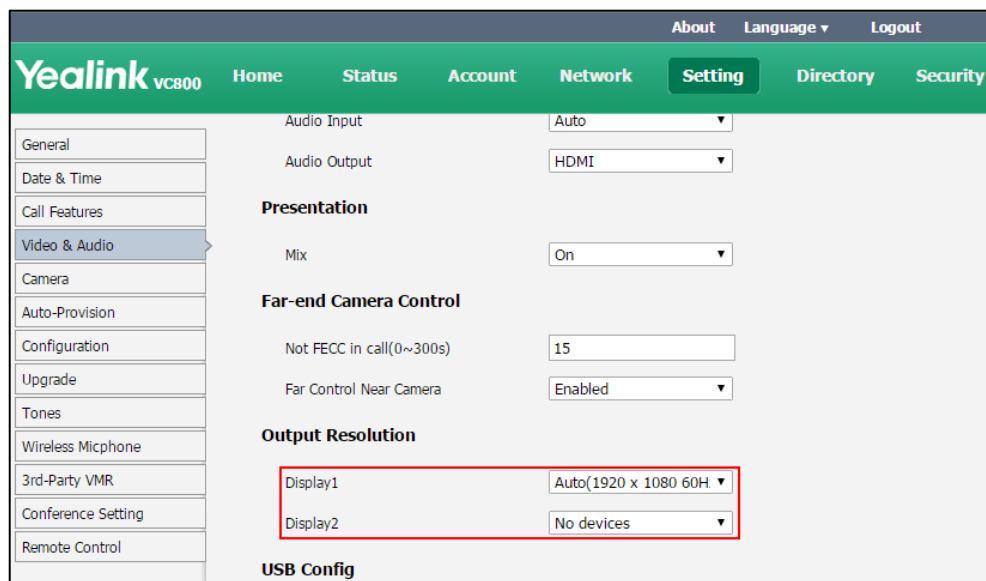 About Language Logout
Yealink VC800 Home Status Account Network Setting Directory Security
General
Date & Time
Call Features
Video & Audio
Camera
Auto-Provision
Configuration
Upgrade
Tones
Wireless Micphone
3rd-Party VMR
Conference Setting
Remote Control
Audio Input Auto
Audio Output HDMI
Presentation
Mix On
Far-end Camera Control
Not FECC in call(0~300s) 15
Far Control Near Camera Enabled
Output Resolution
Display1 Auto(1920 x 1080 60H
Display2 No devices
USB Config